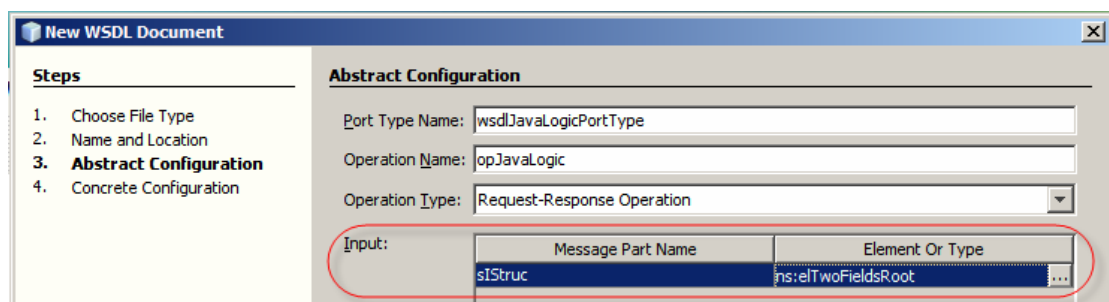 New WSDL Document
Steps
1. Choose File Type
2. Name and Location
3. Abstract Configuration
4. Concrete Configuration
Abstract Configuration
Port Type Name: wsdlJavaLogicPortType
Operation Name: opJavaLogic
Operation Type: Request-Response Operation
Input:
Message Part Name Element Or Type
sIStruc ns:elTwoFieldsRoot ...